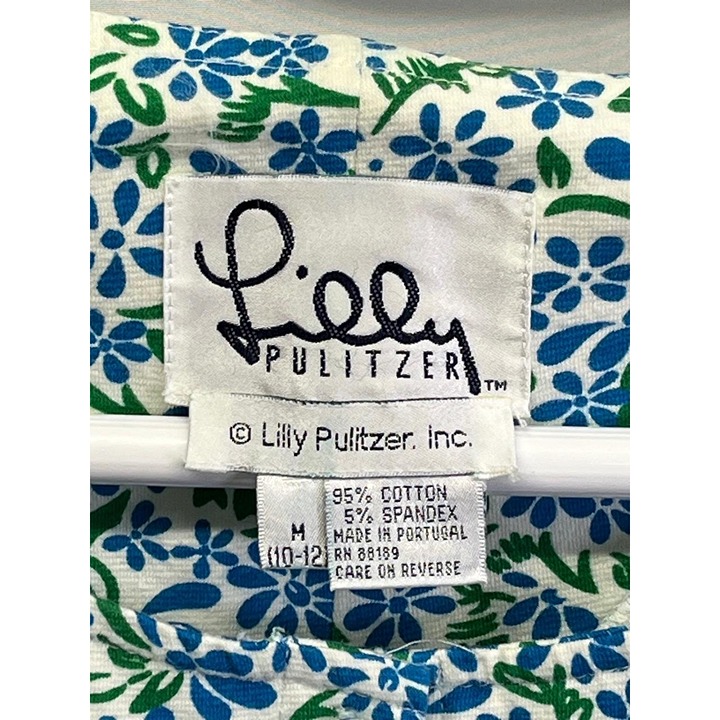 Lilly
PULITZER™
© Lilly Pulitzer, Inc.
M
(10-12)
95% COTTON
5% SPANDEX
MADE IN PORTUGAL
RN 88189
CARE ON REVERSE